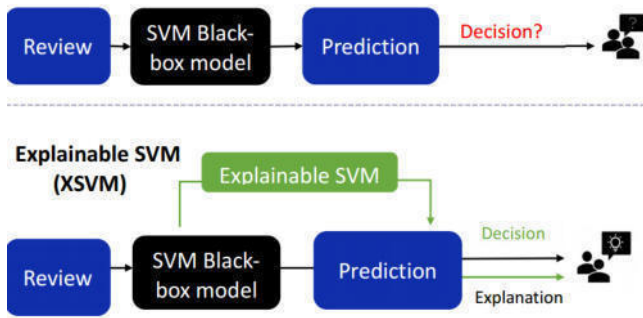 Review
SVM Black-
box model
Prediction
Decision?
?
Explainable SVM
(XSVM)
Explainable SVM
Review
SVM Black-
box model
Prediction
Decision
Explanation